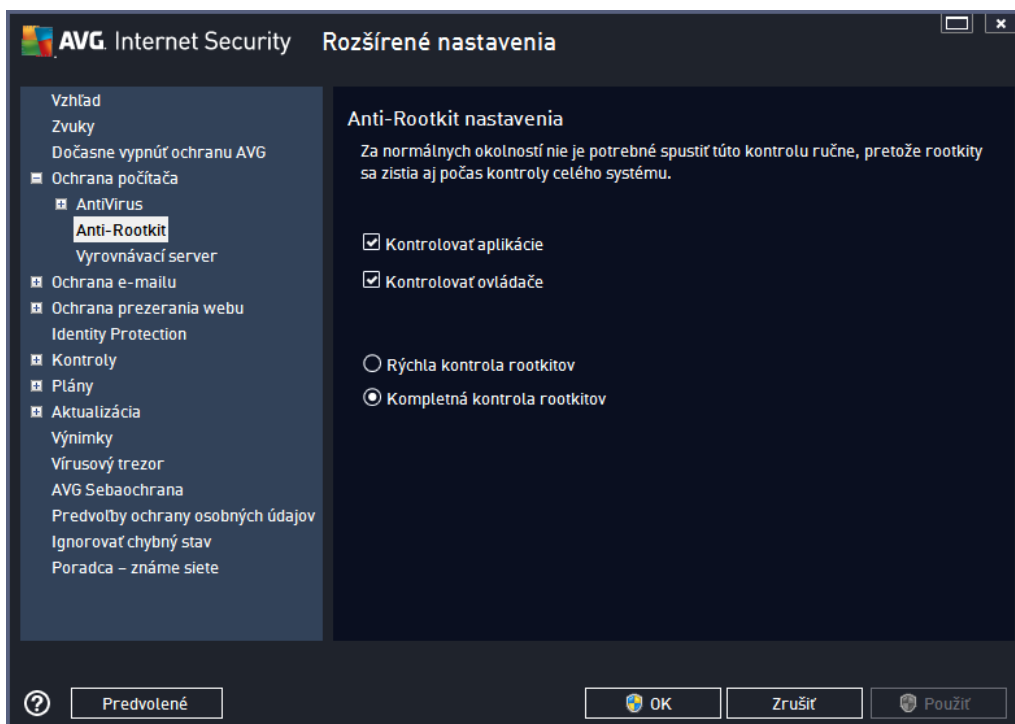 AVG. Internet Security
Rozšírené nastavenia
Vzhľad
Zvuky
Dočasne vypnúť ochranu AVG
Ochrana počítača
AntiVirus
Anti-Rootkit
Vyrovnávací server
Ochrana e-mailu
Ochrana prezerania webu
Identity Protection
Kontroly
Plány
Aktualizácia
Výnimky
Vírusový trezor
AVG Sebaochrana
Predvoľby ochrany osobných údajov
Ignorovať chybný stav
Poradca – známe siete
Anti-Rootkit nastavenia
Za normálnych okolností nie je potrebné spustiť túto kontrolu ručne, pretože rootkity
sa zistia aj počas kontroly celého systému.
Kontrolovať aplikácie
Kontrolovať ovládače
Rýchla kontrola rootkitov
Kompletná kontrola rootkitov
Predvolené
OK
Zrušiť
Použiť